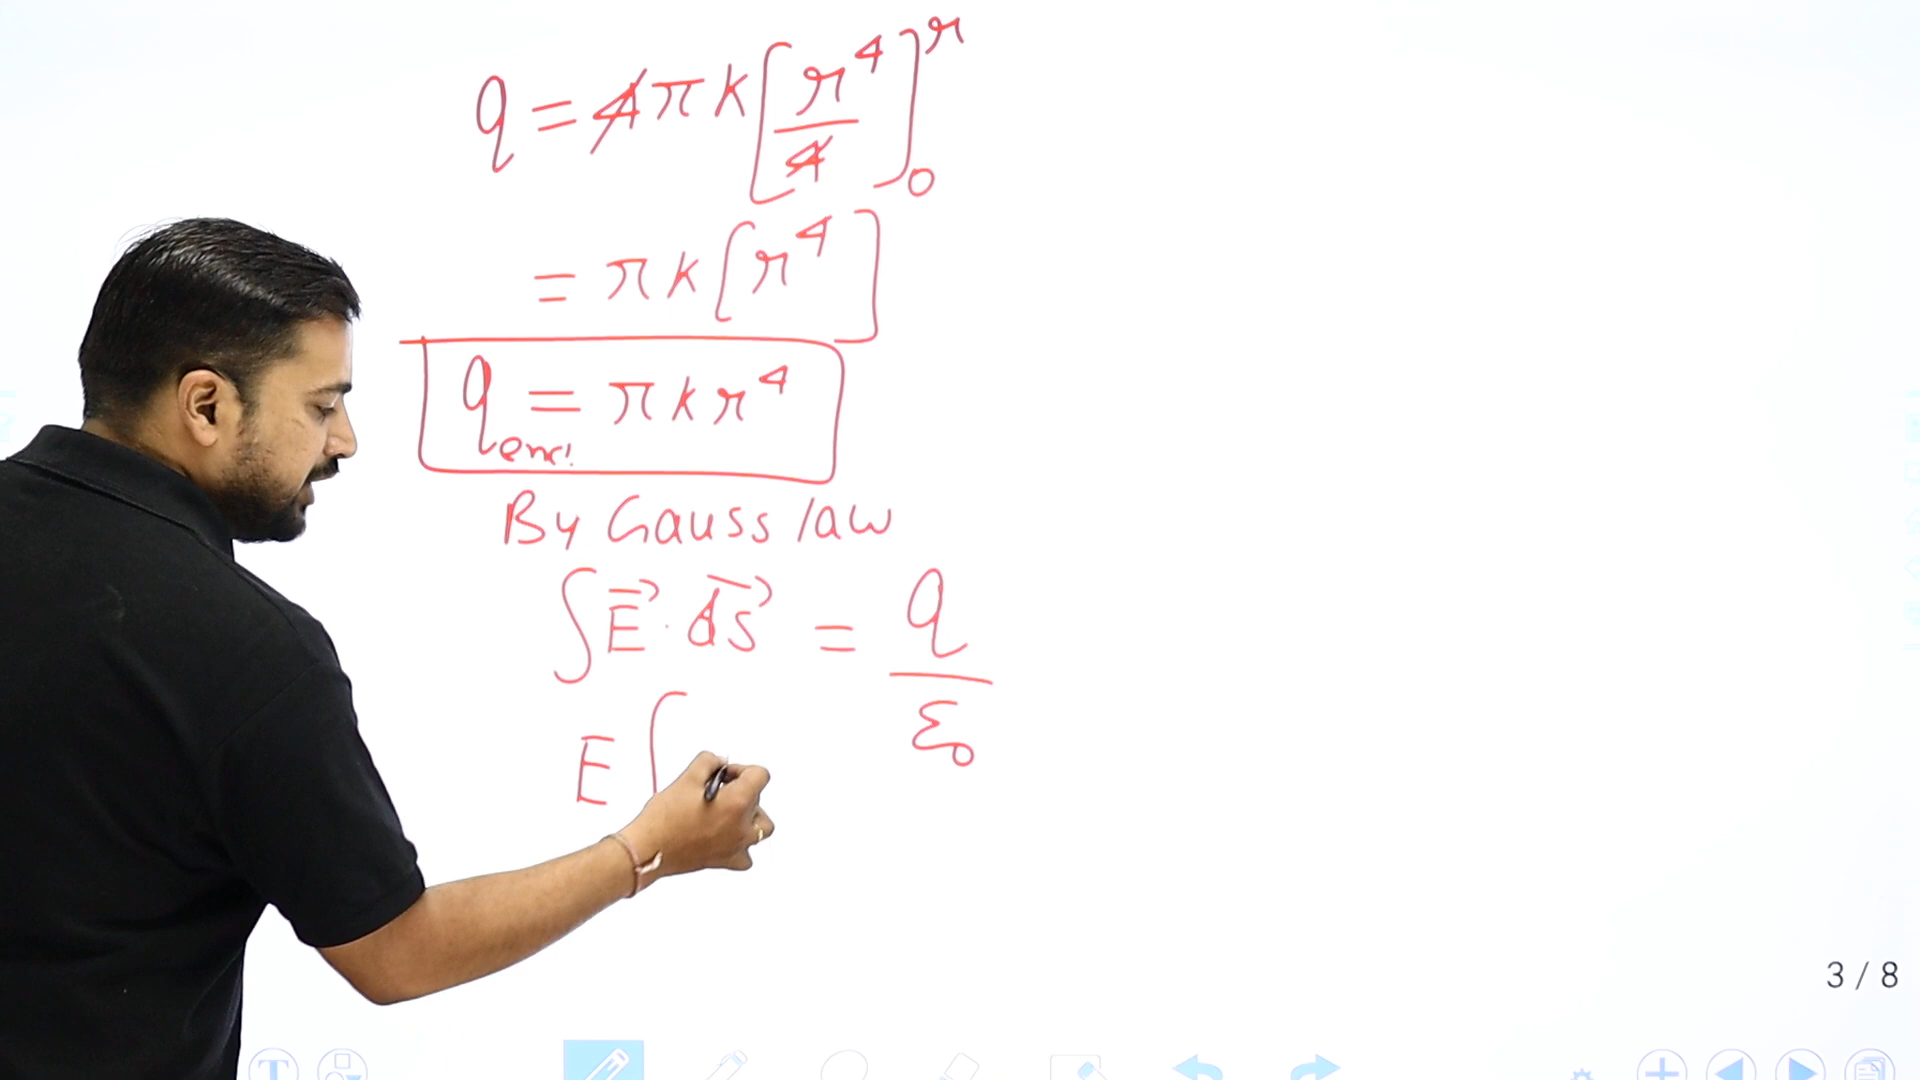 q = 4πk[r⁴/4]₀ʳ
= πk[r⁴]
q_encl = πkr⁴
By Gauss law
∫E⃗·ds⃗ = q/ε₀
E∫
3 / 8
T